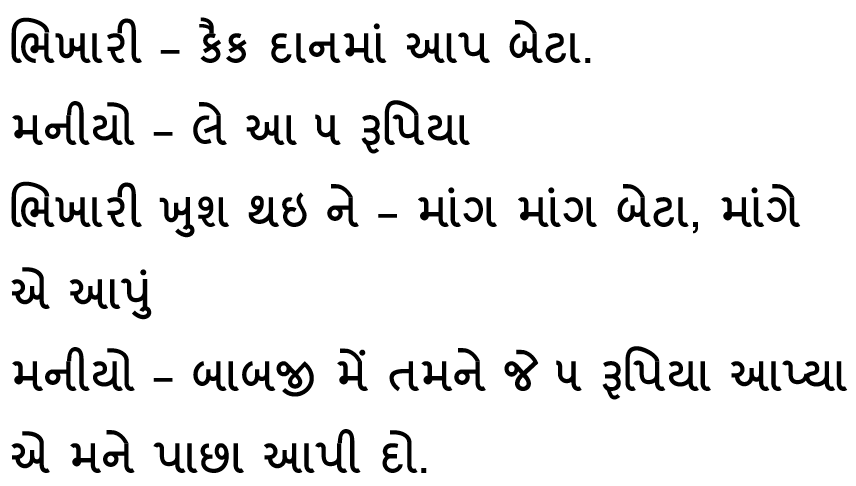 ભિખારી – કૈક દાનમાં આપ બેટા.
મનીયો – લે આ ૫ રૂપિયા
ભિખારી ખુશ થઇ ને – માંગ માંગ બેટા, માંગે
એ આપું
મનીયો – બાબજી મેં તમને જે ૫ રૂપિયા આપ્યા
એ મને પાછા આપી દો.